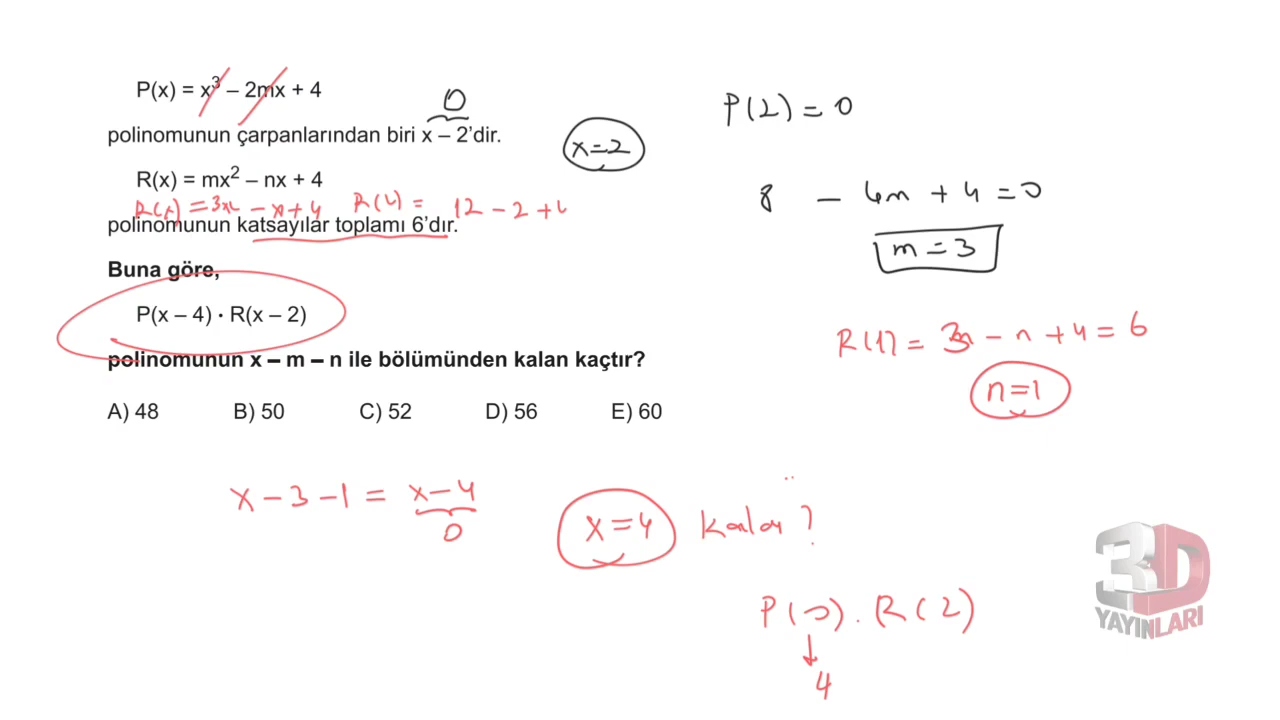 P(x) = x³ – 2mx + 4
0
polinomunun çarpanlarından biri x – 2'dir.
x=2
R(x) = mx² – nx + 4
R(x) = 3x² – x + 4 R(2) = 12 – 2 + 4
polinomunun katsayılar toplamı 6'dır.
Buna göre,
P(x – 4) · R(x – 2)
polinomunun x – m – n ile bölümünden kalan kaçtır?
A) 48 B) 50 C) 52 D) 56 E) 60
P(2) = 0
8 – 4m + 4 = 0
m = 3
R(1) = 3 – n + 4 = 6
n=1
x – 3 – 1 = x – 4
0
x=4 Kalan ?
P(0) . R(2)
4
3D
YAYINLARI